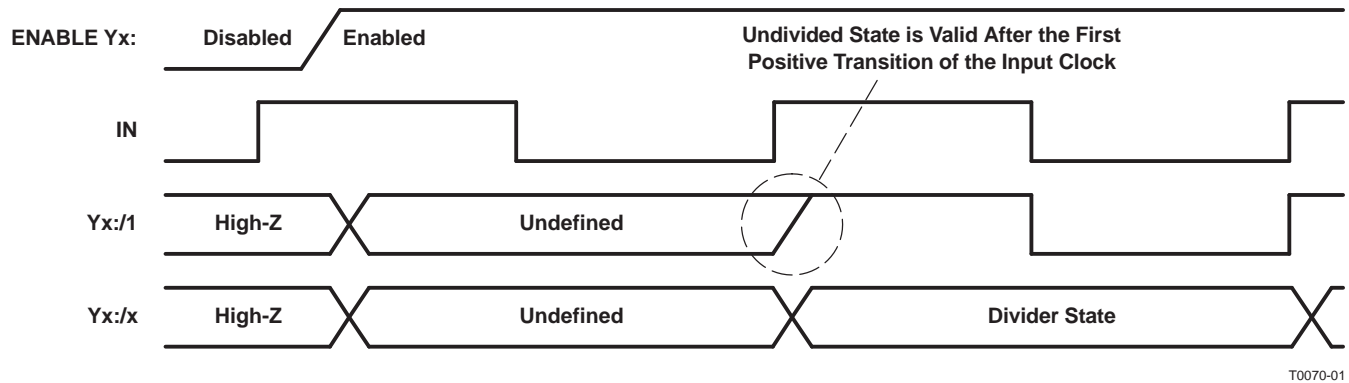 ENABLE Yx: Disabled Enabled
Undivided State is Valid After the First
Positive Transition of the Input Clock
IN
Yx:/1 High-Z Undefined
Yx:/x High-Z Undefined Divider State
T0070-01